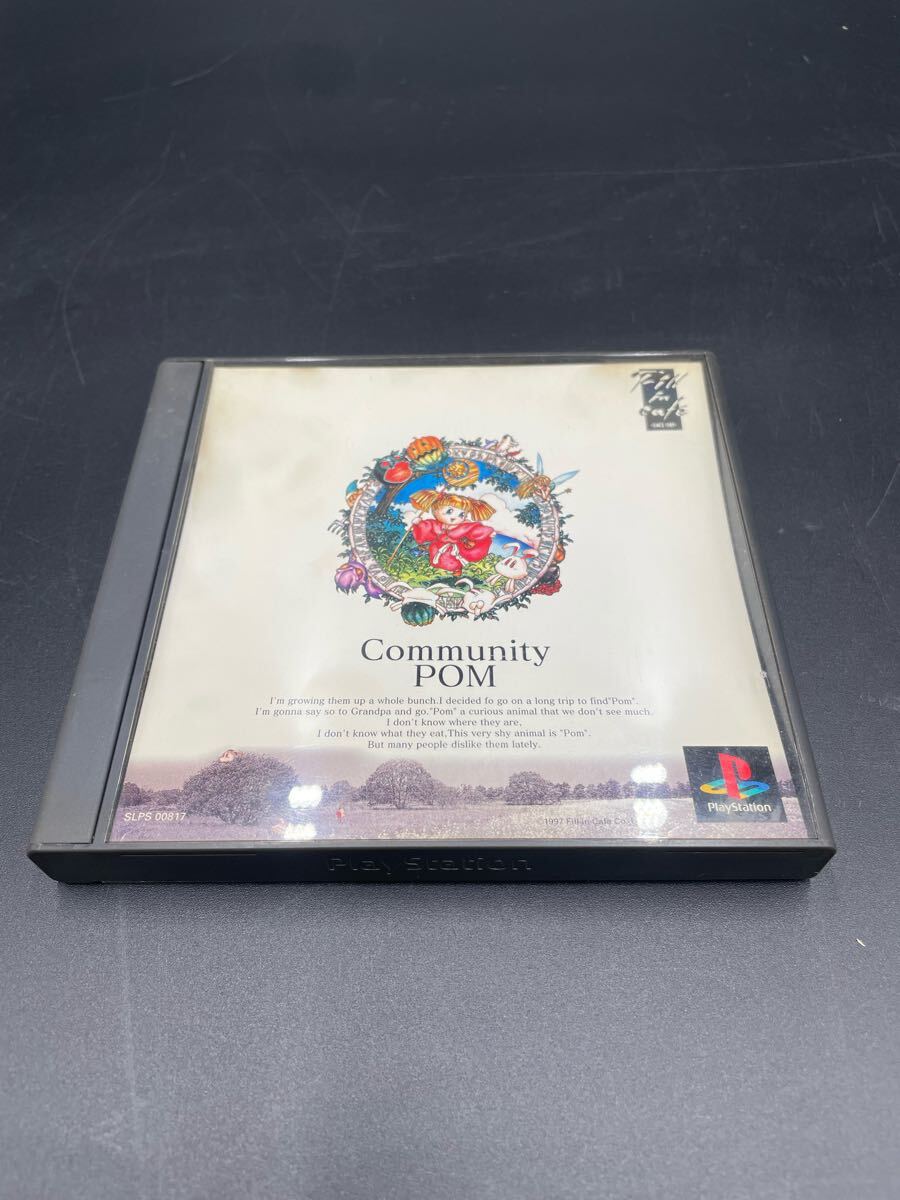 Fill
in
cafe
Community
POM
I'm growing them up a whole bunch.I decided fo go on a long trip to find"Pom".
I'm gonna say so to Grandpa and go."Pom" a curious animal that we don't see much.
I don't know where they are,
I don't know what they eat,This very shy animal is "Pom".
But many people dislike them lately.
SLPS 00817
©1997 Fill-in-Cafe Co.
PlayStation
PlayStation